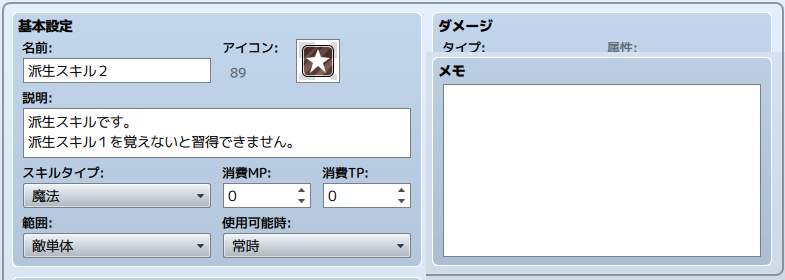 基本設定
名前:
アイコン:
派生スキル２
89
説明:
派生スキルです。
派生スキル１を覚えないと習得できません。
スキルタイプ:
消費MP:
消費TP:
魔法
0
0
範囲:
使用可能時:
敵単体
常時
ダメージ
タイプ:
属性:
メモ